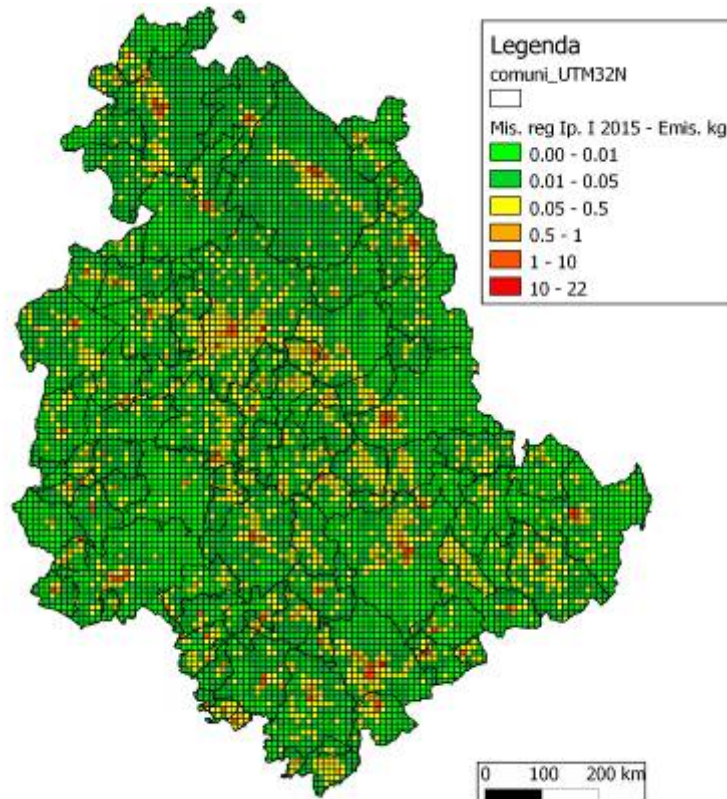 Legenda
comuni_UTM32N
Mis. reg Ip. I 2015 - Emis. kg
0.00 - 0.01
0.01 - 0.05
0.05 - 0.5
0.5 - 1
1 - 10
10 - 22
0 100 200 km